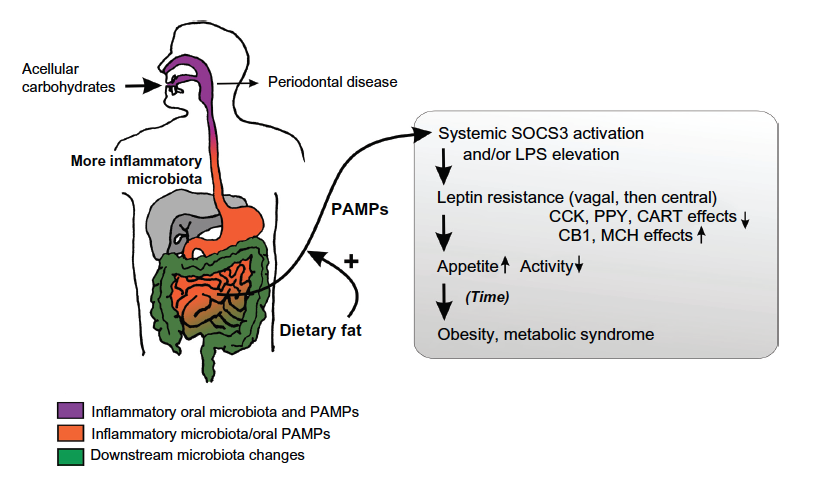 Acellular
carbohydrates
Periodontal disease
More inflammatory
microbiota
PAMPs
+
Dietary fat
Systemic SOCS3 activation
and/or LPS elevation
Leptin resistance (vagal, then central)
CCK, PPY, CART effects ↓
CB1, MCH effects ↑
Appetite ↑ Activity ↓
(Time)
Obesity, metabolic syndrome
Inflammatory oral microbiota and PAMPs
Inflammatory microbiota/oral PAMPs
Downstream microbiota changes